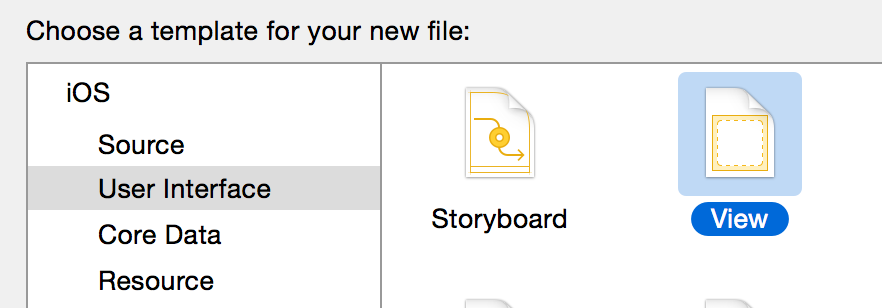 Choose a template for your new file:
iOS
Source
User Interface
Core Data
Resource
Storyboard
View